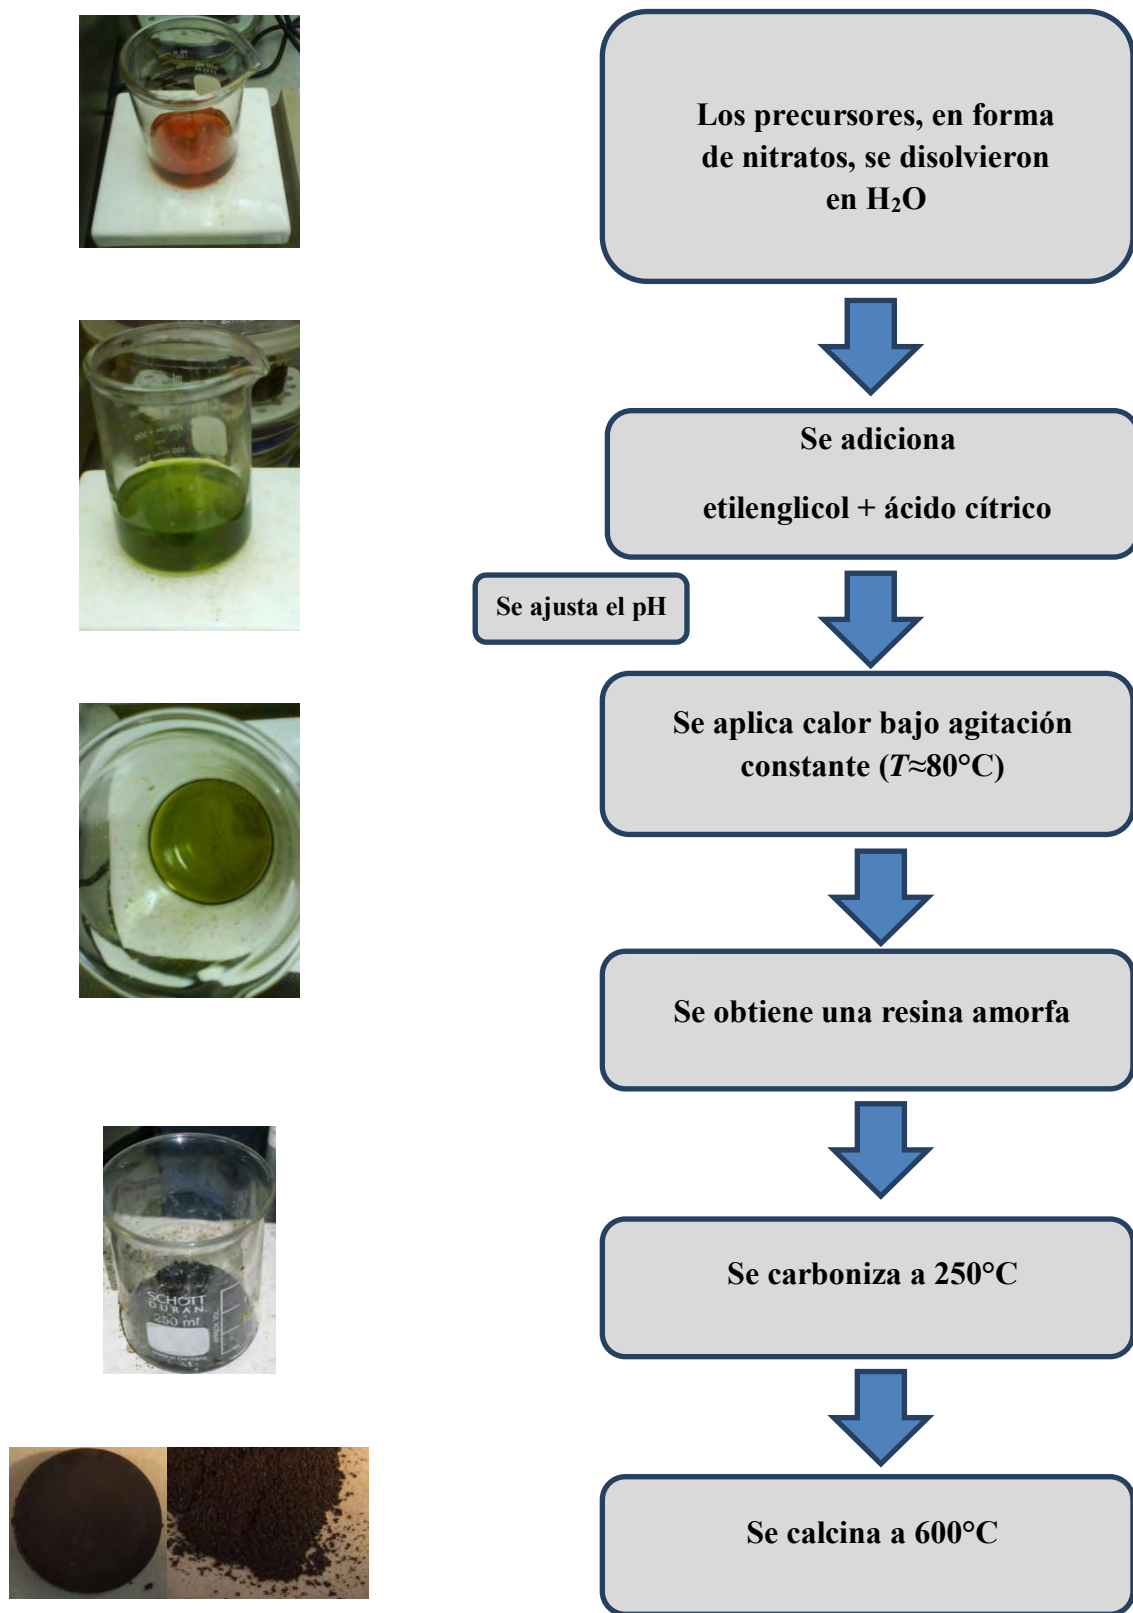 Los precursores, en forma
de nitratos, se disolvieron
en H₂O
Se adiciona
etilenglicol + ácido cítrico
Se ajusta el pH
Se aplica calor bajo agitación
constante (T≈80°C)
Se obtiene una resina amorfa
SCHOTT
DURAN
250 ml
Se carboniza a 250°C
Se calcina a 600°C